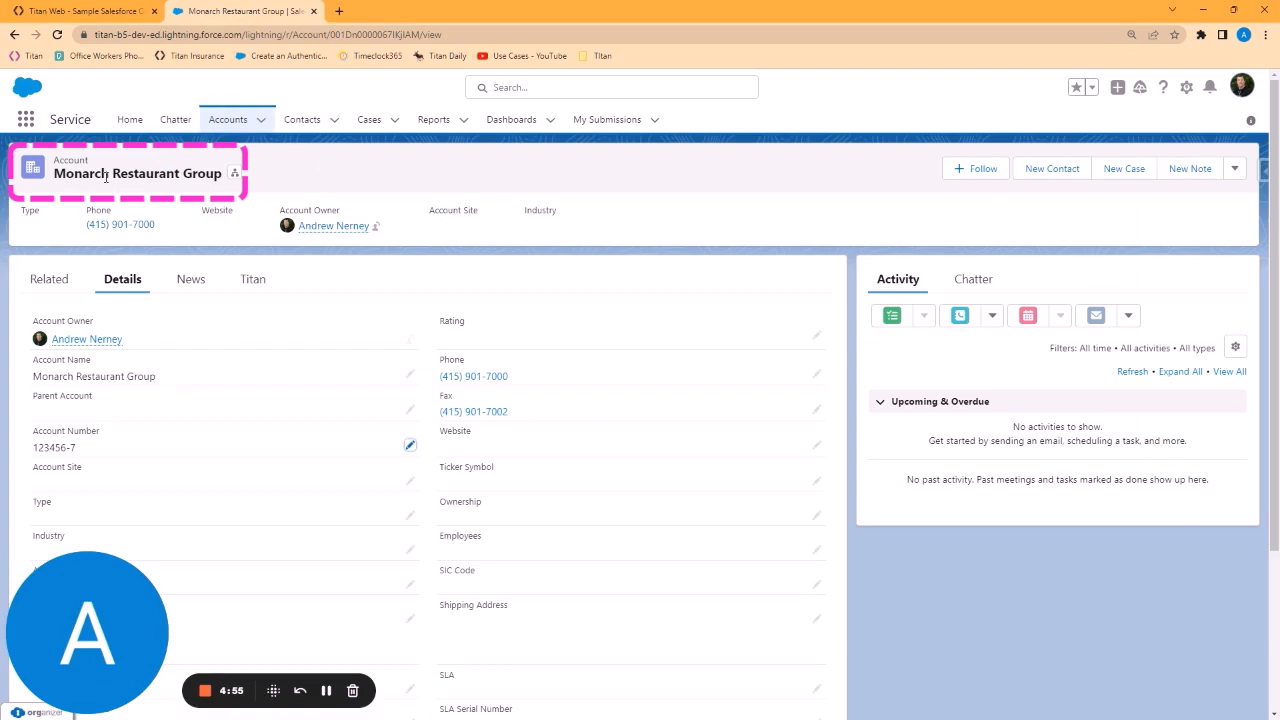 Titan Web - Sample Salesforce C
Monarch Restaurant Group | Sale
titan-b5-dev-ed.lightning.force.com/lightning/r/Account/001Dn0000067IKjIAM/view
A
Titan
Office Workers Pho...
Titan Insurance
Create an Authentic...
Timeclock365
Titan Daily
Use Cases - YouTube
TItan
Search...
Service
Home
Chatter
Accounts
Contacts
Cases
Reports
Dashboards
My Submissions
Account
Monarch Restaurant Group
Follow
New Contact
New Case
New Note
Type
Phone
Website
Account Owner
Account Site
Industry
(415) 901-7000
Andrew Nerney
Related
Details
News
Titan
Account Owner
Andrew Nerney
Account Name
Monarch Restaurant Group
Parent Account
Account Number
123456-7
Account Site
Type
Industry
Rating
Phone
(415) 901-7000
Fax
(415) 901-7002
Website
Ticker Symbol
Ownership
Employees
SIC Code
Shipping Address
SLA
SLA Serial Number
Activity
Chatter
Filters: All time • All activities • All types
Refresh • Expand All • View All
Upcoming & Overdue
No activities to show.
Get started by sending an email, scheduling a task, and more.
No past activity. Past meetings and tasks marked as done show up here.
A
4:55
organizer